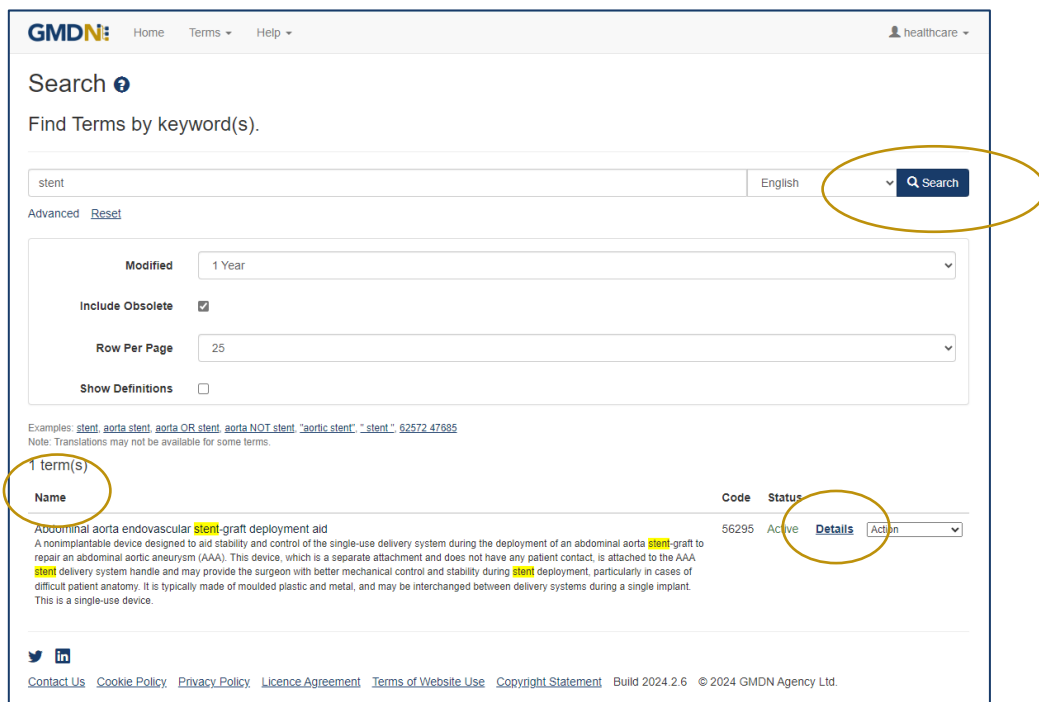 GMDN Home Terms Help healthcare
Search
Find Terms by keyword(s).
stent English Search
Advanced Reset
Modified 1 Year
Include Obsolete
Row Per Page 25
Show Definitions
Examples: stent, aorta stent, aorta OR stent, aorta NOT stent, "aortic stent", " stent ", 62572 47685
Note: Translations may not be available for some terms.
1 term(s)
Name Code Status
Abdominal aorta endovascular stent-graft deployment aid 56295 Active Details Action
A nonimplantable device designed to aid stability and control of the single-use delivery system during the deployment of an abdominal aorta stent-graft to
repair an abdominal aortic aneurysm (AAA). This device, which is a separate attachment and does not have any patient contact, is attached to the AAA
stent delivery system handle and may provide the surgeon with better mechanical control and stability during stent deployment, particularly in cases of
difficult patient anatomy. It is typically made of moulded plastic and metal, and may be interchanged between delivery systems during a single implant.
This is a single-use device.
Contact Us Cookie Policy Privacy Policy Licence Agreement Terms of Website Use Copyright Statement Build 2024.2.6 © 2024 GMDN Agency Ltd.